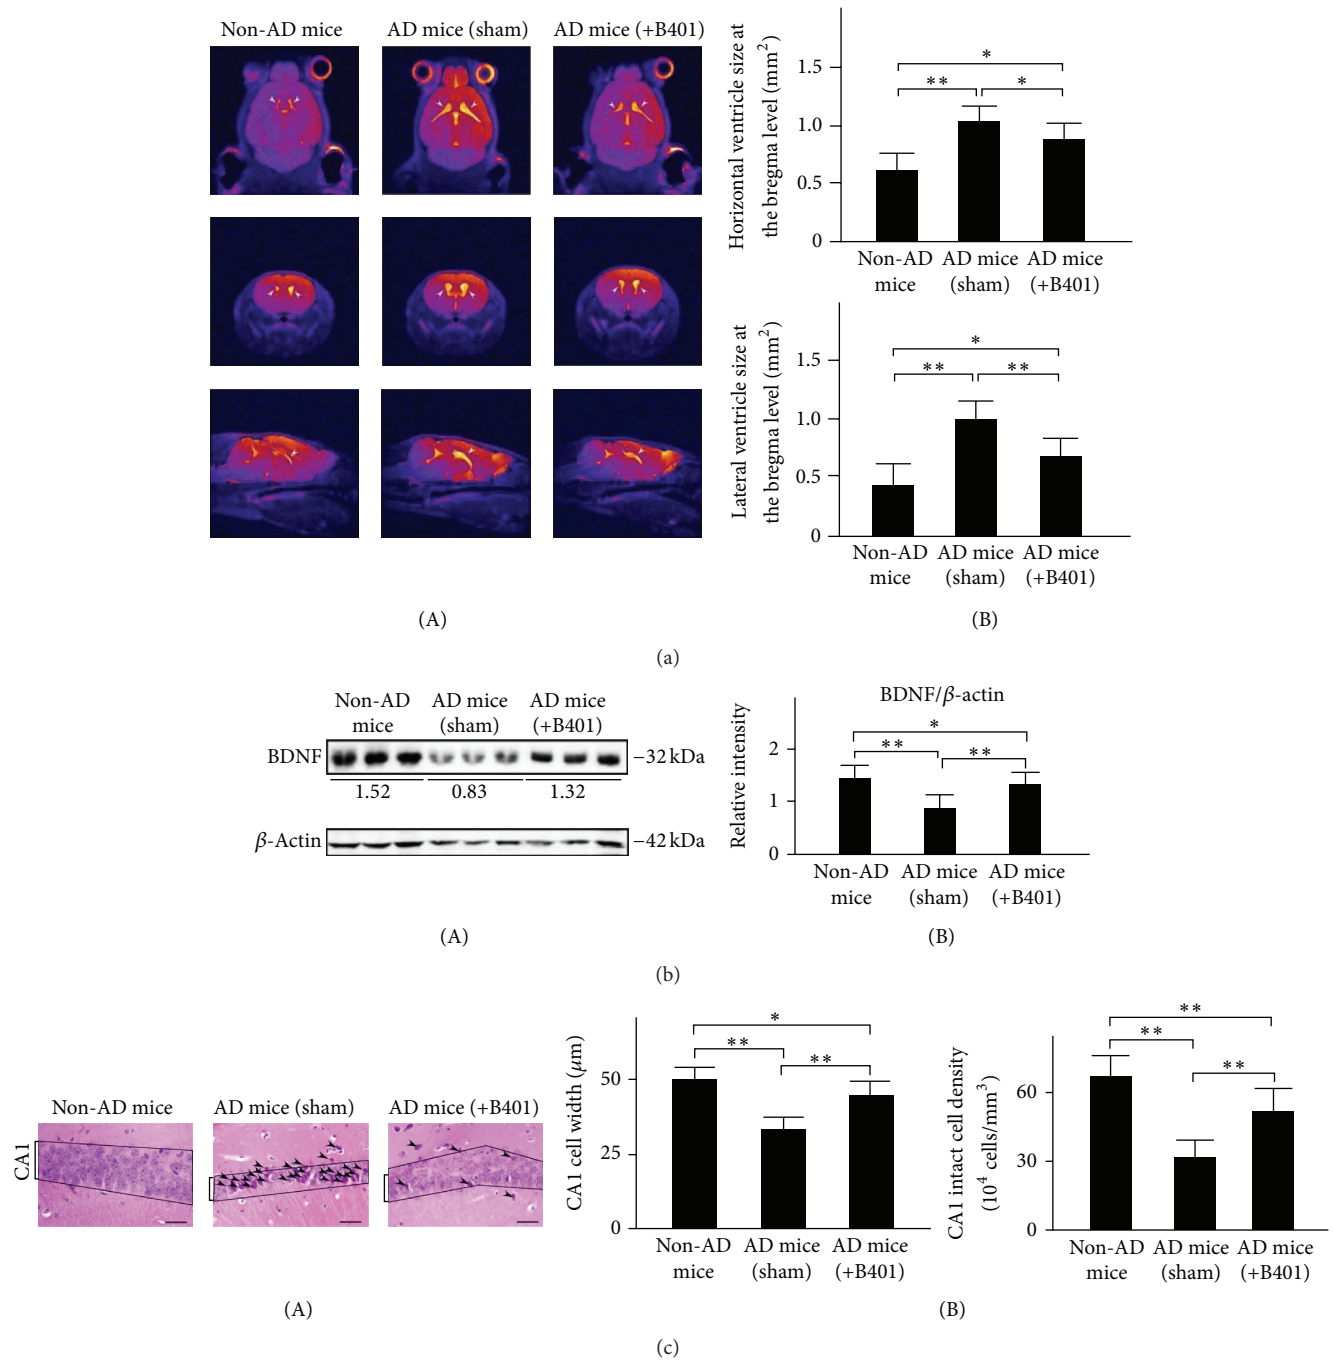 Non-AD mice
AD mice (sham)
AD mice (+B401)
Horizontal ventricle size at
the bregma level (mm²)
1.5
1.0
0.5
0
*
**
*
Non-AD
mice
AD mice
(sham)
AD mice
(+B401)
Lateral ventricle size at
the bregma level (mm²)
1.5
1.0
0.5
0
*
**
**
Non-AD
mice
AD mice
(sham)
AD mice
(+B401)
(A)
(B)
(a)
Non-AD
mice
AD mice
(sham)
AD mice
(+B401)
BDNF
−32 kDa
1.52
0.83
1.32
β-Actin
−42 kDa
BDNF/β-actin
Relative intensity
2
1
0
*
**
**
Non-AD
mice
AD mice
(sham)
AD mice
(+B401)
(A)
(B)
(b)
Non-AD mice
AD mice (sham)
AD mice (+B401)
CA1
CA1 cell width (μm)
50
25
0
*
**
**
Non-AD
mice
AD mice
(sham)
AD mice
(+B401)
CA1 intact cell density
(10⁴ cells/mm³)
60
30
0
**
**
**
Non-AD
mice
AD mice
(sham)
AD mice
(+B401)
(A)
(B)
(c)